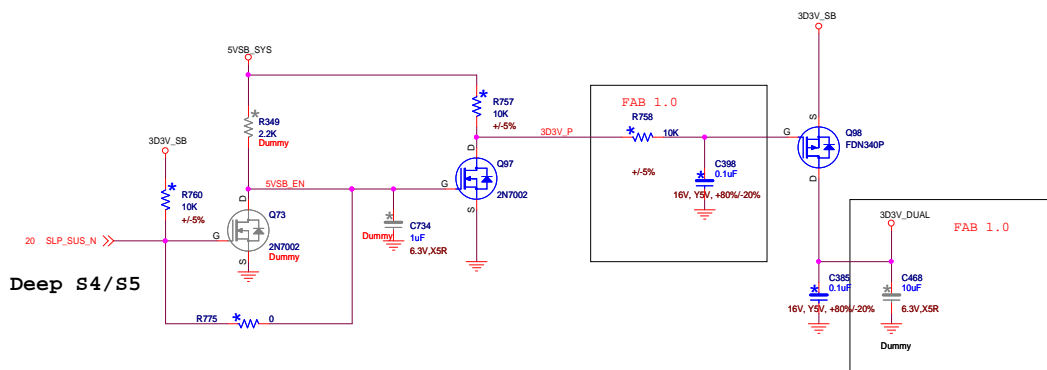 3D3V_SB
5VSB_SYS
R757
10K
+/-5%
FAB 1.0
R758
10K
+/-5%
R349
2.2K
Dummy
3D3V_SB
3D3V_P
S
G
D
Q98
FDN340P
D
G
S
Q97
2N7002
C398
0.1uF
16V, Y5V, +80%/-20%
R760
10K
+/-5%
5VSB_EN
D
G
S
Q73
2N7002
Dummy
C734
Dummy
1uF
6.3V,X5R
20 SLP_SUS_N
3D3V_DUAL
FAB 1.0
Deep S4/S5
C385
0.1uF
16V, Y5V, +80%/-20%
C468
10uF
6.3V,X5R
Dummy
R775
0
*
*
*
*
*
*
*
*
*